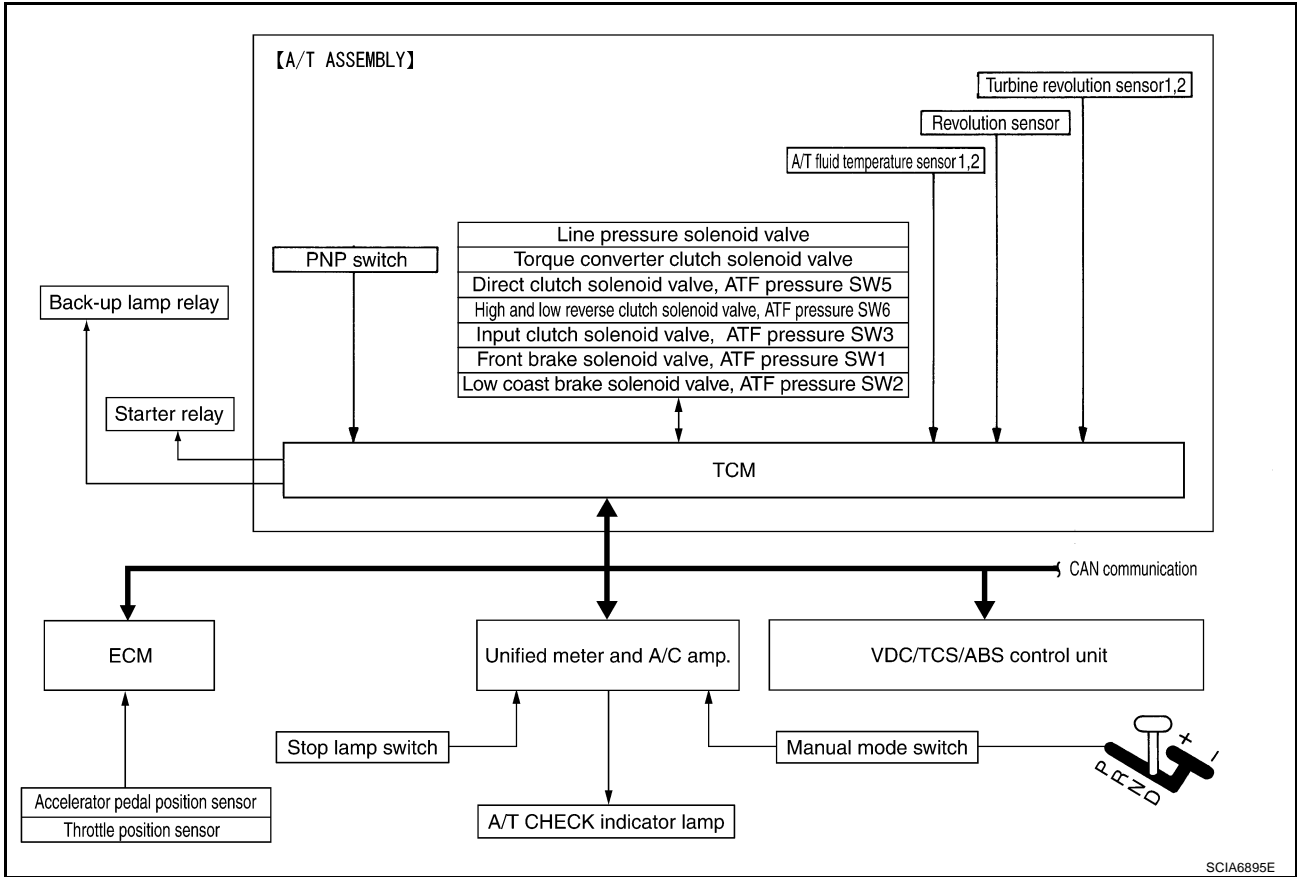 【A/T ASSEMBLY】
Turbine revolution sensor1,2
Revolution sensor
A/T fluid temperature sensor1,2
Line pressure solenoid valve
Torque converter clutch solenoid valve
Direct clutch solenoid valve, ATF pressure SW5
High and low reverse clutch solenoid valve, ATF pressure SW6
Input clutch solenoid valve, ATF pressure SW3
Front brake solenoid valve, ATF pressure SW1
Low coast brake solenoid valve, ATF pressure SW2
PNP switch
Back-up lamp relay
Starter relay
TCM
CAN communication
ECM
Unified meter and A/C amp.
VDC/TCS/ABS control unit
Stop lamp switch
Manual mode switch
+ −
P R N D
Accelerator pedal position sensor
Throttle position sensor
A/T CHECK indicator lamp
SCIA6895E